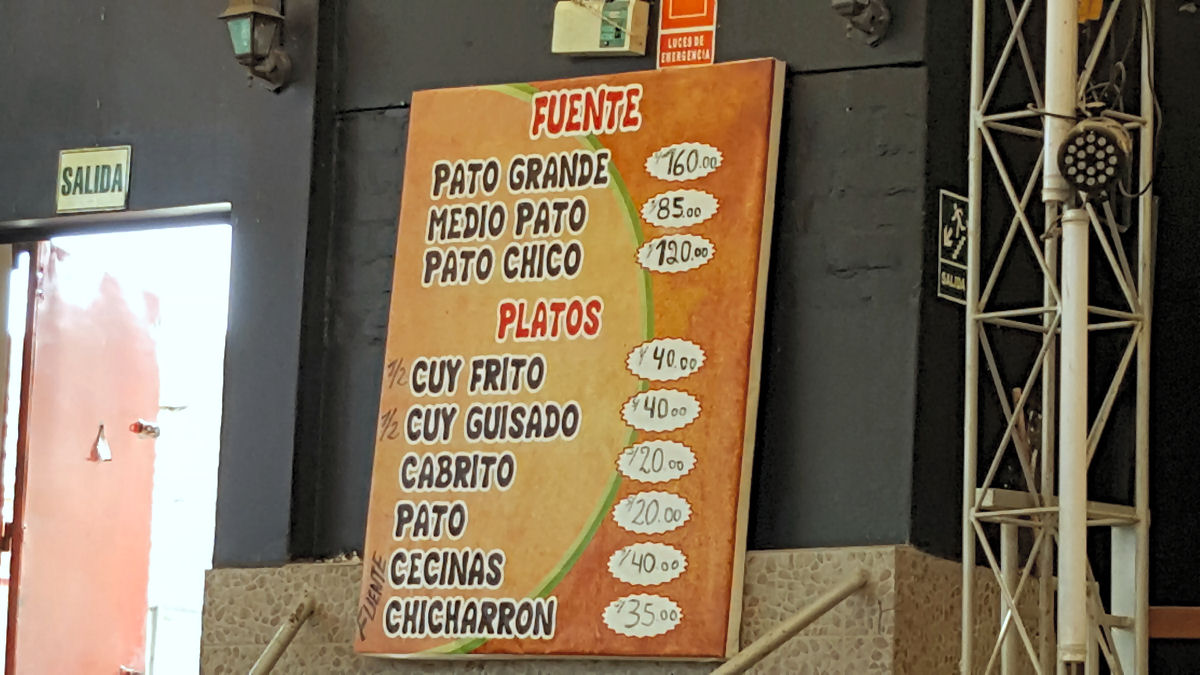 LUCES DE
EMERGENCIA
SALIDA
FUENTE
PATO GRANDE 160.00
MEDIO PATO 85.00
PATO CHICO 120.00
PLATOS
1/2 CUY FRITO 40.00
1/2 CUY GUISADO 40.00
CABRITO 20.00
PATO 20.00
CECINAS 40.00
FUENTE
CHICHARRON 35.00
SALIDA